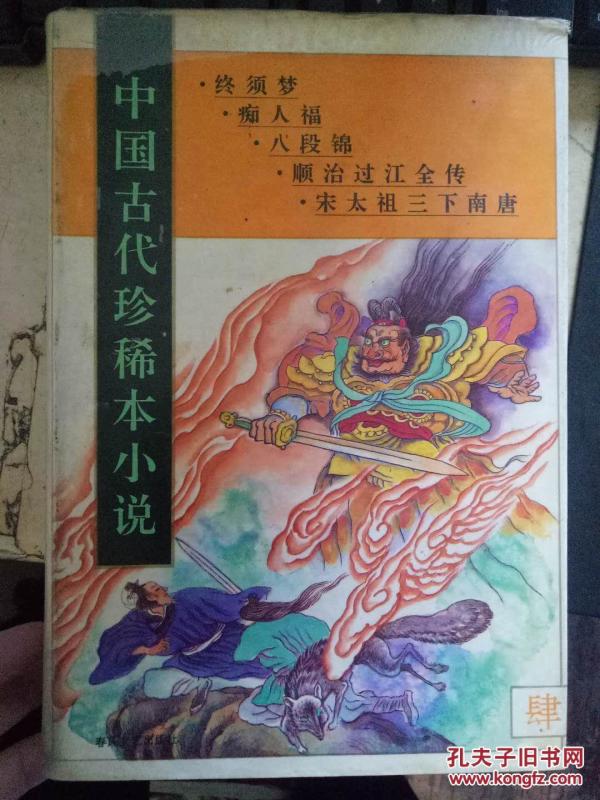 中国古代珍稀本小说
·终须梦
·痴人福
·八段锦
·顺治过江全传
·宋太祖三下南唐
肆
孔夫子旧书网
www.kongfz.com